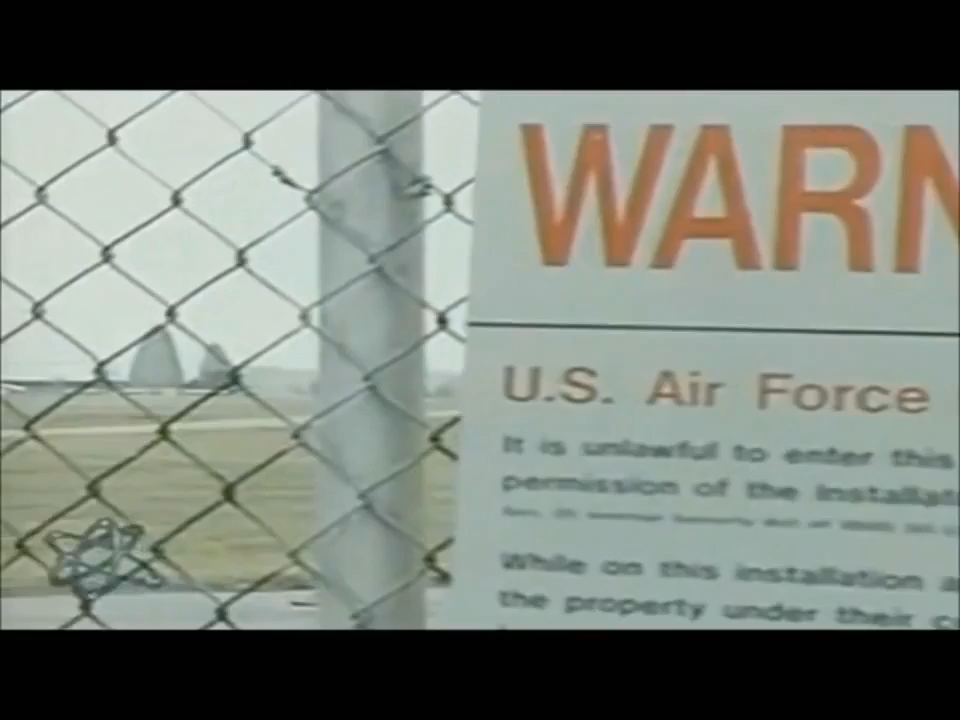 WARN
U.S. Air Force
It is unlawful to enter this
permission of the Installat
While on this installation a
the property under their c